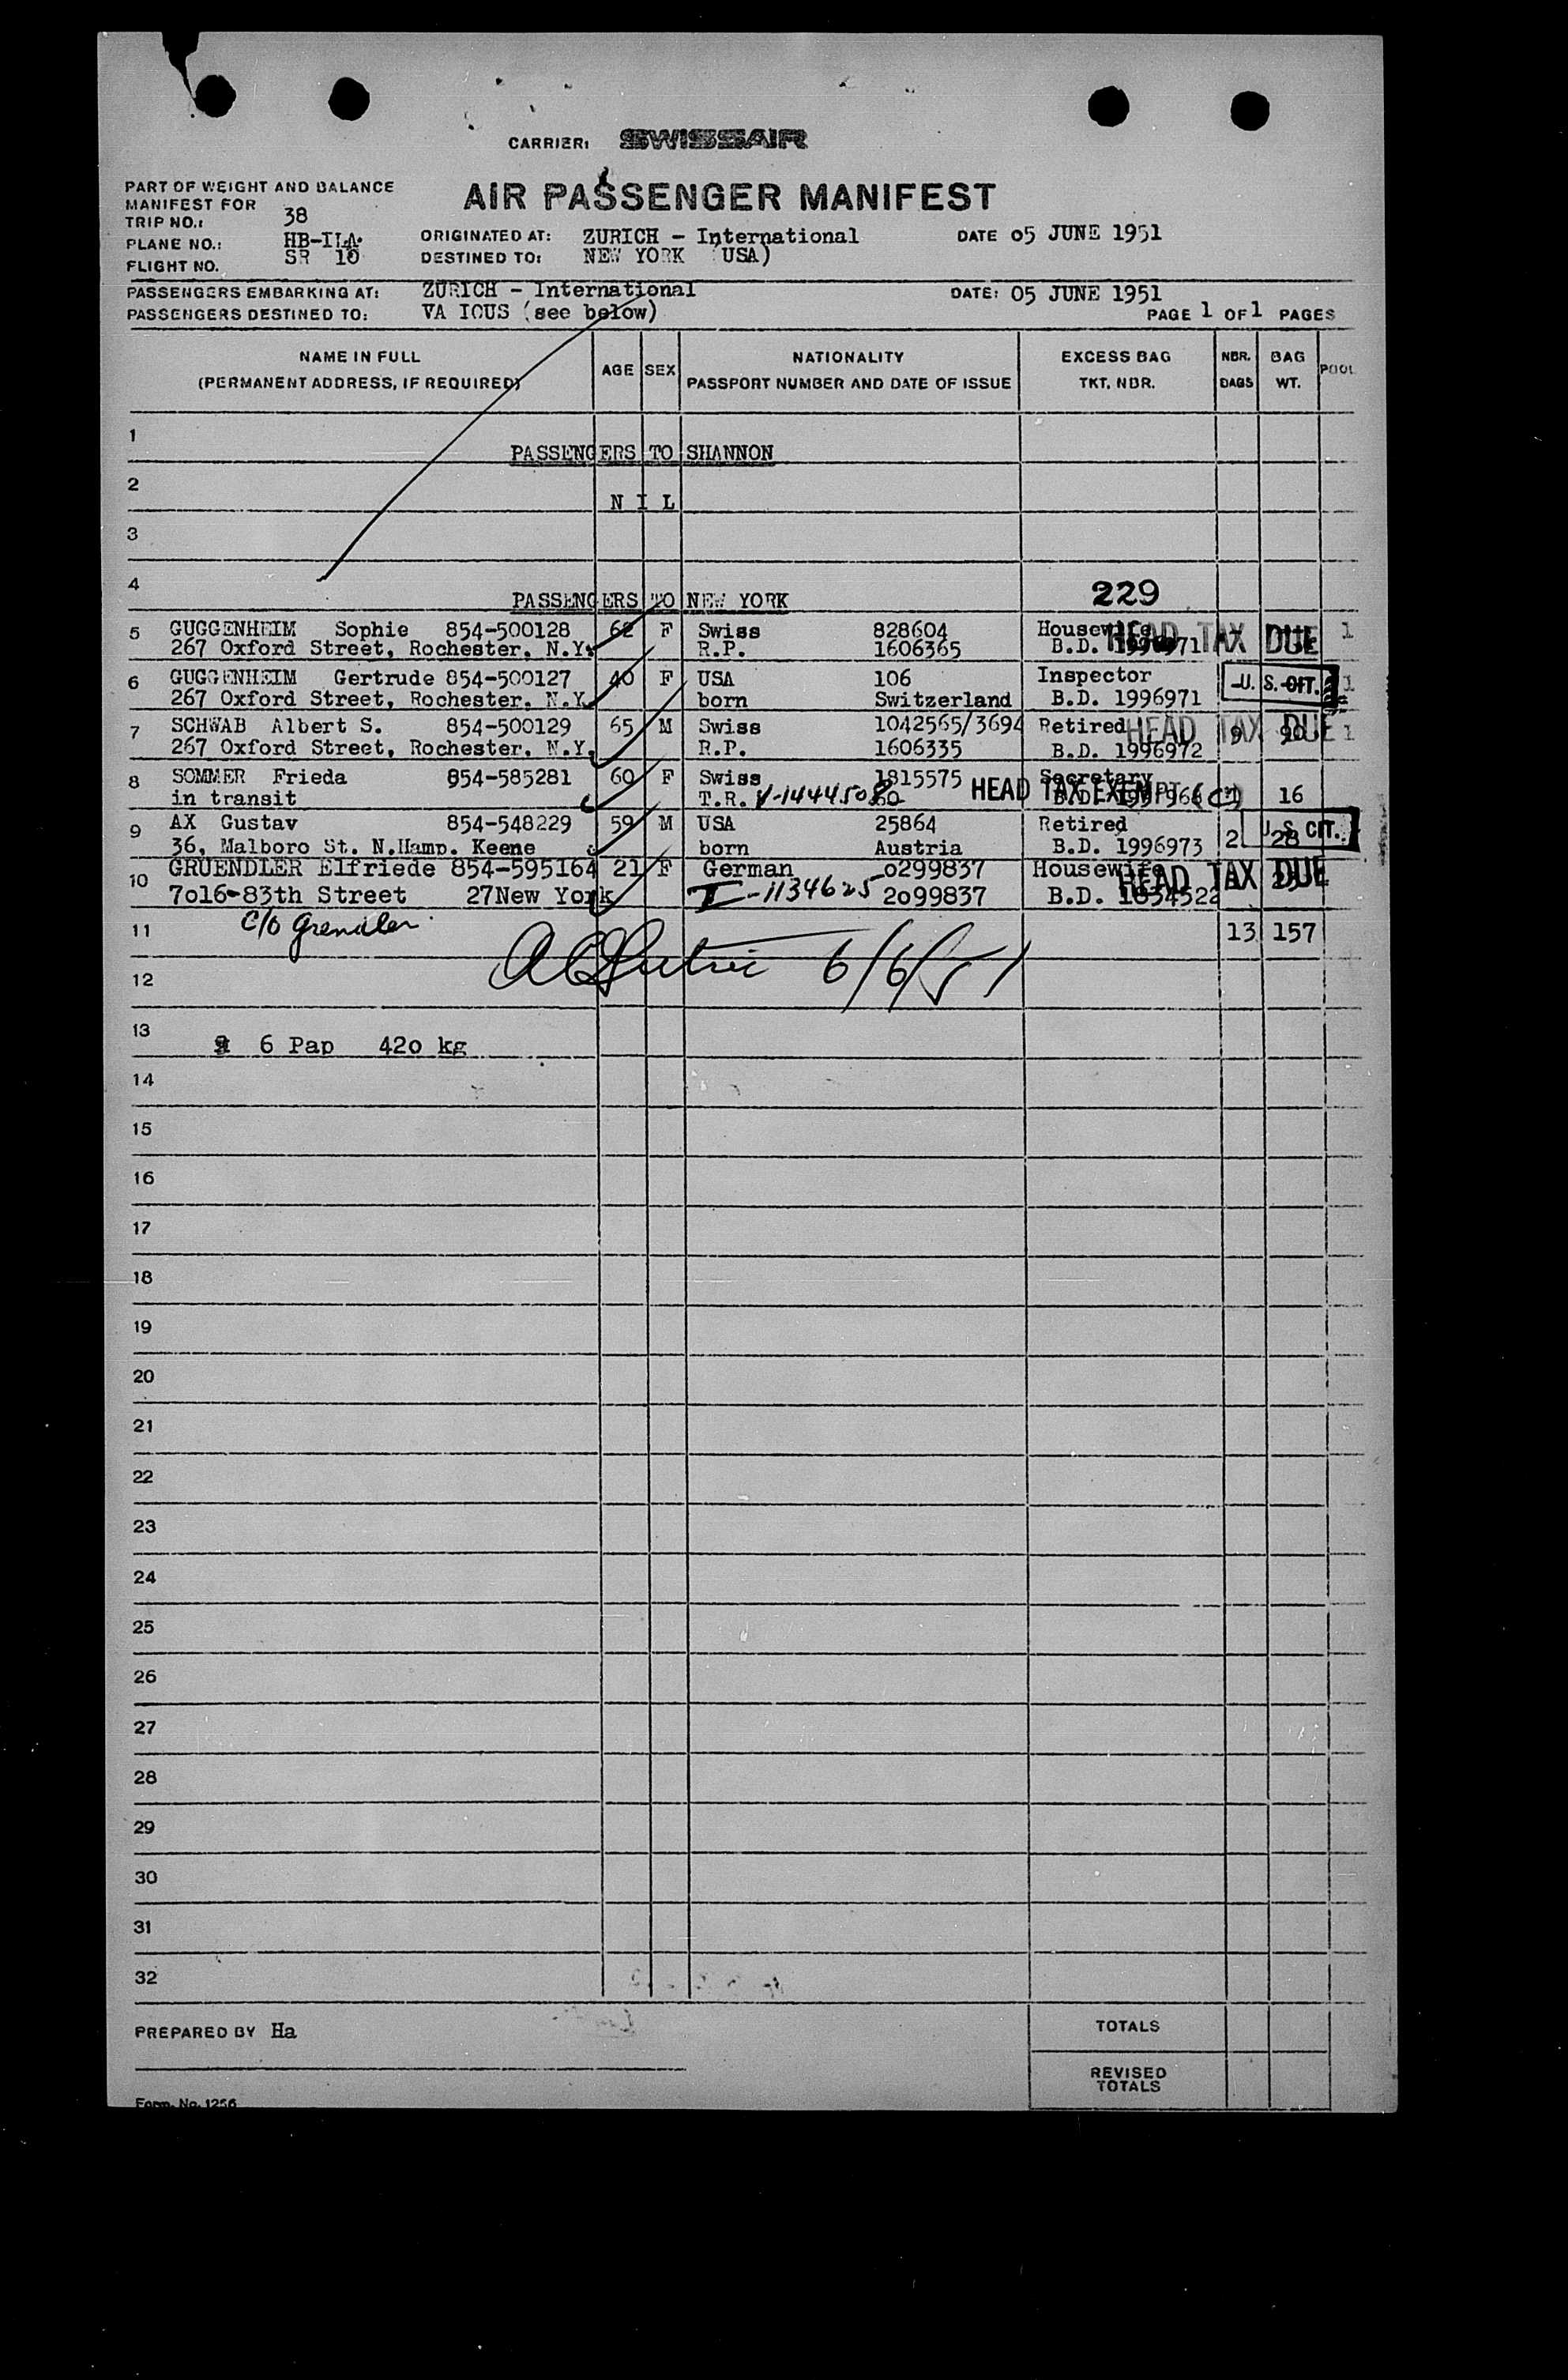 CARRIER: SWISSAIR
PART OF WEIGHT AND BALANCE
MANIFEST FOR
TRIP NO.: 38
AIR PASSENGER MANIFEST
PLANE NO.: HB-ILA
ORIGINATED AT: ZURICH - International
DATE 05 JUNE 1951
FLIGHT NO. SR 10
DESTINED TO: NEW YORK (USA)
PASSENGERS EMBARKING AT: ZURICH - International
DATE: 05 JUNE 1951
PASSENGERS DESTINED TO: VA IOUS (see below)
PAGE 1 OF 1 PAGES
NAME IN FULL AGE SEX NATIONALITY EXCESS BAG NBR. BAG POOL
(PERMANENT ADDRESS, IF REQUIRED) PASSPORT NUMBER AND DATE OF ISSUE TKT. NBR. BAGS WT.
1
PASSENGERS TO SHANNON
2
N I L
3
4 229
PASSENGERS TO NEW YORK
5 GUGGENHEIM Sophie 854-500128 62 F Swiss 828604 Housewife HEAD TAX DUE 1
267 Oxford Street, Rochester, N.Y. R.P. 1606365 B.D. 1996971
6 GUGGENHEIM Gertrude 854-500127 40 F USA 106 Inspector U. S. CIT. 1
267 Oxford Street, Rochester, N.Y. born Switzerland B.D. 1996971
7 SCHWAB Albert S. 854-500129 65 M Swiss 1042565/3694 Retired HEAD TAX DUE 1
267 Oxford Street, Rochester, N.Y. R.P. 1606335 B.D. 1996972
8 SOMMER Frieda 854-585281 60 F Swiss 1815575 Secretary
in transit T.R. V-1444508 HEAD TAX EXEMPT (C) 16
9 AX Gustav 854-548229 59 M USA 25864 Retired U. S. CIT.
36, Malboro St. N.Hamp. Keene born Austria B.D. 1996973 2 28
10 GRUENDLER Elfriede 854-595164 21 F German o299837 Housewife HEAD TAX DUE
7o16-83th Street 27New York I-1134625 2o99837 B.D. 1634522
11 c/o Grendler 13 157
12 6/6/51
13
6 Pap 42o kg
14
15
16
17
18
19
20
21
22
23
24
25
26
27
28
29
30
31
32
PREPARED BY Ha
TOTALS
REVISED
TOTALS
Form. No. 1256